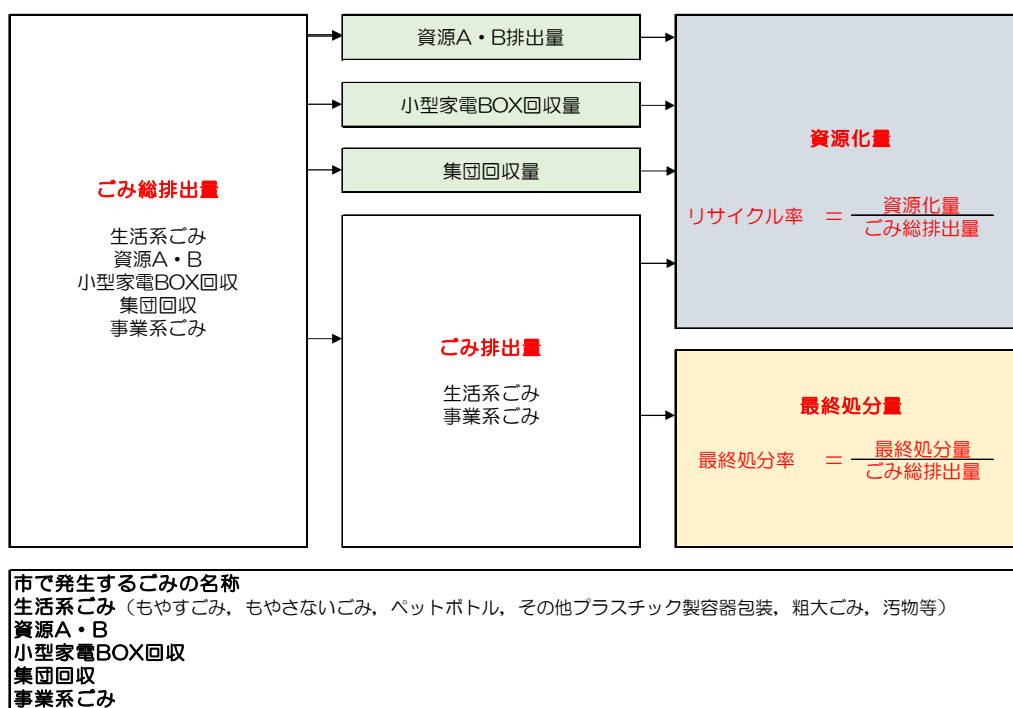 ごみ総排出量
生活系ごみ
資源A・B
小型家電BOX回収
集団回収
事業系ごみ
資源A・B排出量
小型家電BOX回収量
集団回収量
ごみ排出量
生活系ごみ
事業系ごみ
資源化量
リサイクル率 ＝ 資源化量
ごみ総排出量
最終処分量
最終処分率 ＝ 最終処分量
ごみ総排出量
市で発生するごみの名称
生活系ごみ（もやすごみ，もやさないごみ，ペットボトル，その他プラスチック製容器包装，粗大ごみ，汚物等）
資源A・B
小型家電BOX回収
集団回収
事業系ごみ